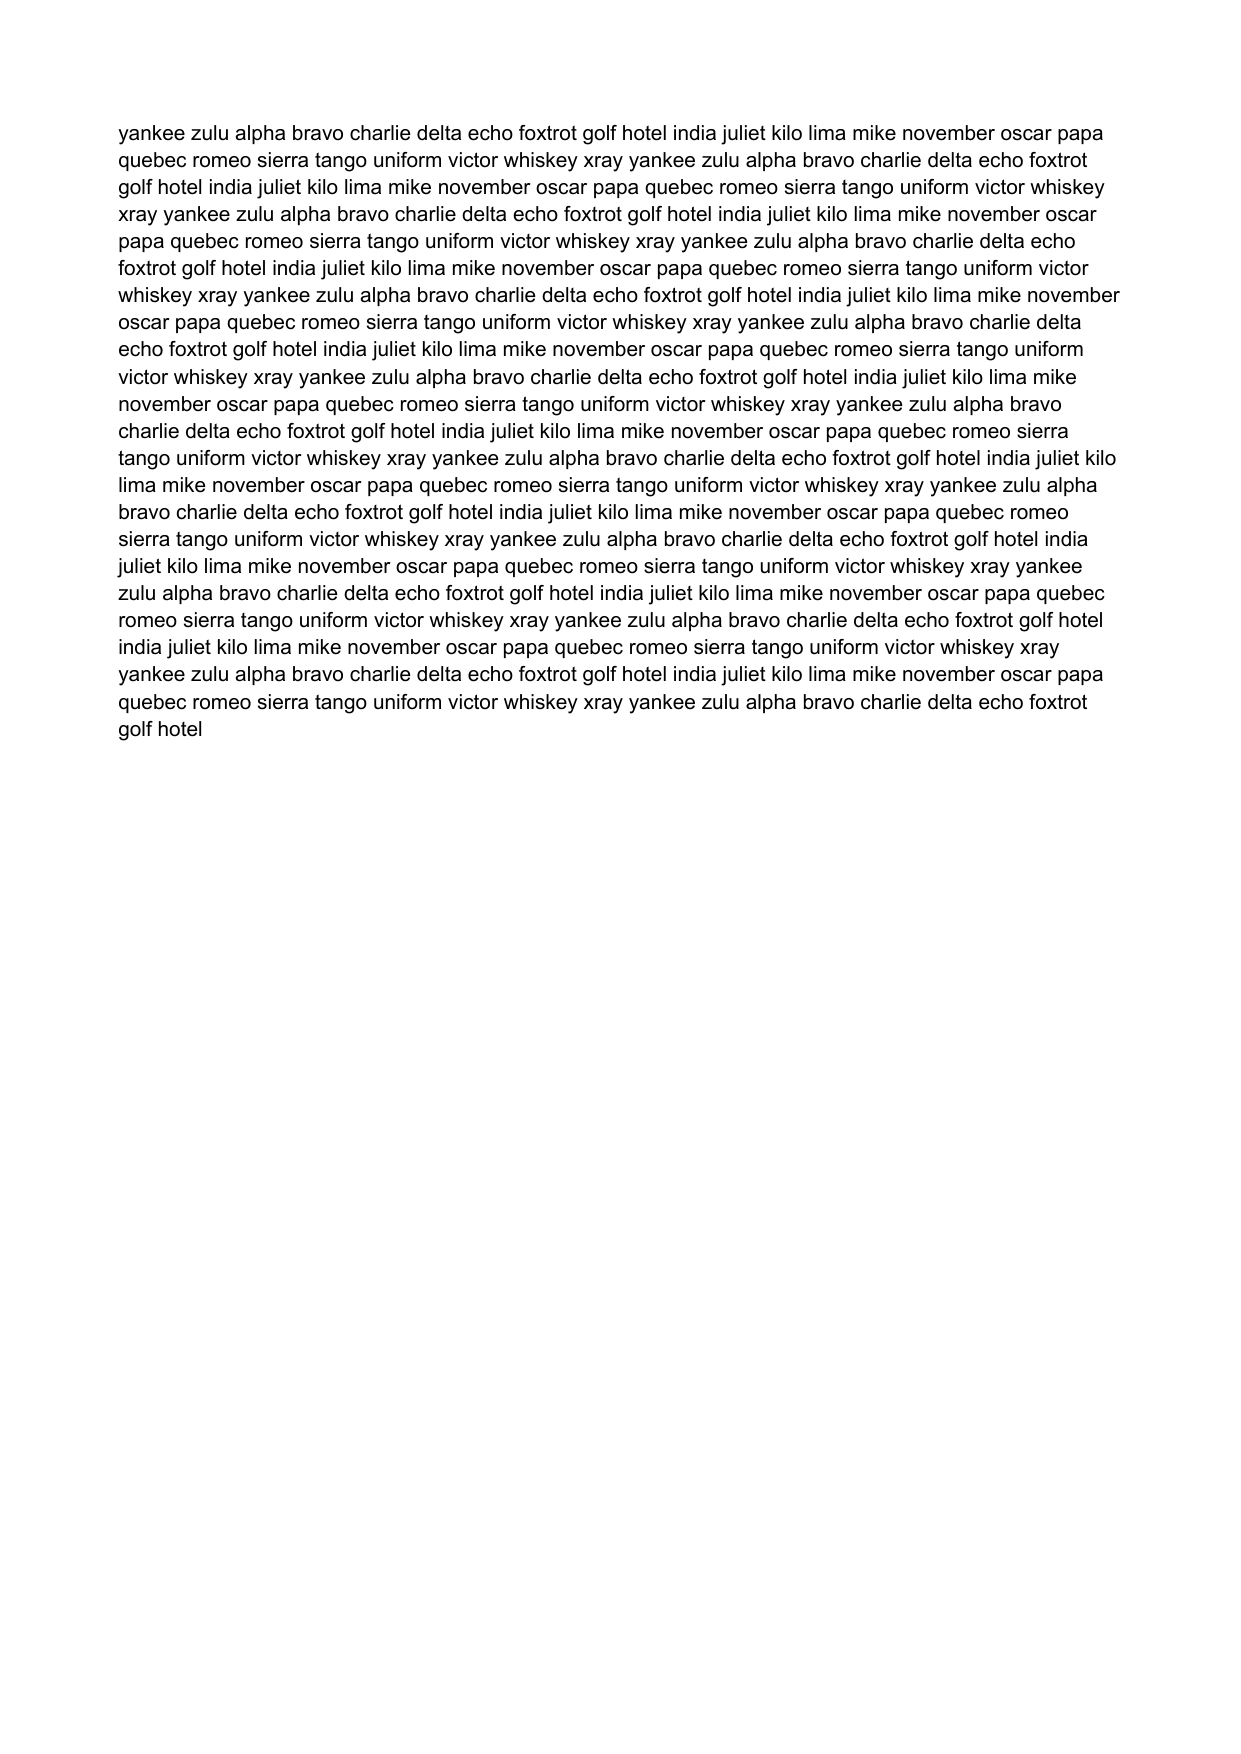 yankee zulu alpha bravo charlie delta echo foxtrot golf hotel india juliet kilo lima mike november oscar papa
quebec romeo sierra tango uniform victor whiskey xray yankee zulu alpha bravo charlie delta echo foxtrot
golf hotel india juliet kilo lima mike november oscar papa quebec romeo sierra tango uniform victor whiskey
xray yankee zulu alpha bravo charlie delta echo foxtrot golf hotel india juliet kilo lima mike november oscar
papa quebec romeo sierra tango uniform victor whiskey xray yankee zulu alpha bravo charlie delta echo
foxtrot golf hotel india juliet kilo lima mike november oscar papa quebec romeo sierra tango uniform victor
whiskey xray yankee zulu alpha bravo charlie delta echo foxtrot golf hotel india juliet kilo lima mike november
oscar papa quebec romeo sierra tango uniform victor whiskey xray yankee zulu alpha bravo charlie delta
echo foxtrot golf hotel india juliet kilo lima mike november oscar papa quebec romeo sierra tango uniform
victor whiskey xray yankee zulu alpha bravo charlie delta echo foxtrot golf hotel india juliet kilo lima mike
november oscar papa quebec romeo sierra tango uniform victor whiskey xray yankee zulu alpha bravo
charlie delta echo foxtrot golf hotel india juliet kilo lima mike november oscar papa quebec romeo sierra
tango uniform victor whiskey xray yankee zulu alpha bravo charlie delta echo foxtrot golf hotel india juliet kilo
lima mike november oscar papa quebec romeo sierra tango uniform victor whiskey xray yankee zulu alpha
bravo charlie delta echo foxtrot golf hotel india juliet kilo lima mike november oscar papa quebec romeo
sierra tango uniform victor whiskey xray yankee zulu alpha bravo charlie delta echo foxtrot golf hotel india
juliet kilo lima mike november oscar papa quebec romeo sierra tango uniform victor whiskey xray yankee
zulu alpha bravo charlie delta echo foxtrot golf hotel india juliet kilo lima mike november oscar papa quebec
romeo sierra tango uniform victor whiskey xray yankee zulu alpha bravo charlie delta echo foxtrot golf hotel
india juliet kilo lima mike november oscar papa quebec romeo sierra tango uniform victor whiskey xray
yankee zulu alpha bravo charlie delta echo foxtrot golf hotel india juliet kilo lima mike november oscar papa
quebec romeo sierra tango uniform victor whiskey xray yankee zulu alpha bravo charlie delta echo foxtrot
golf hotel